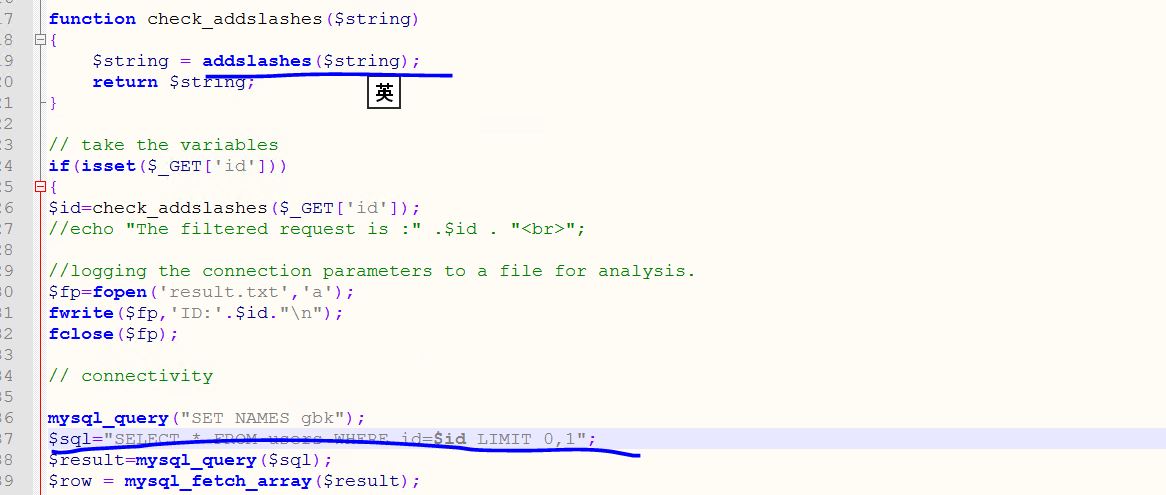 17 function check_addslashes($string)
18 {
19 $string = addslashes($string);
20 return $string;
英
21 }
22
23 // take the variables
24 if(isset($_GET['id']))
25 {
26 $id=check_addslashes($_GET['id']);
27 //echo "The filtered request is :" .$id . "<br>";
28
29 //logging the connection parameters to a file for analysis.
30 $fp=fopen('result.txt','a');
31 fwrite($fp,'ID:'.$id."\n");
32 fclose($fp);
33
34 // connectivity
35
36 mysql_query("SET NAMES gbk");
37 $sql="SELECT * FROM users WHERE id=$id LIMIT 0,1";
38 $result=mysql_query($sql);
39 $row = mysql_fetch_array($result);